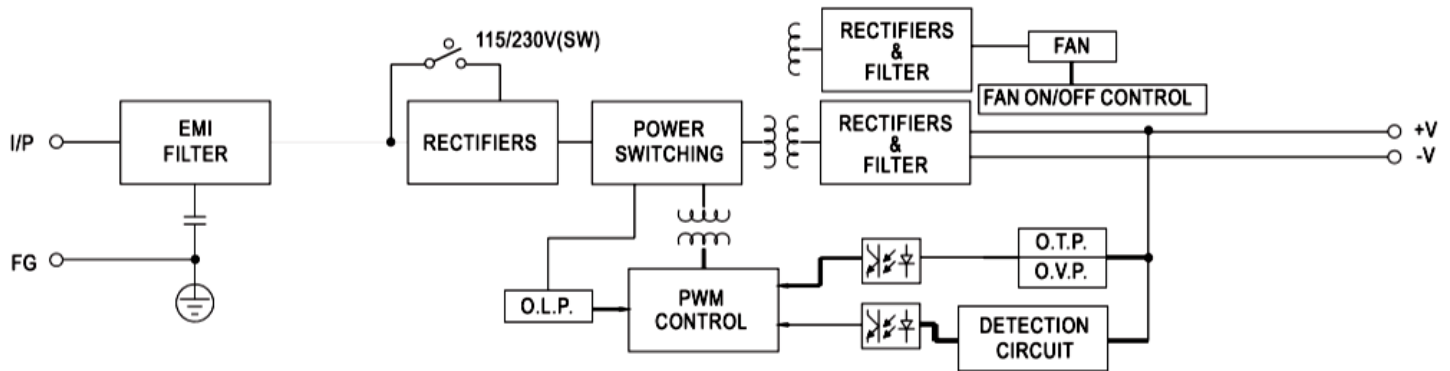 115/230V(SW)
RECTIFIERS
&
FILTER
FAN
FAN ON/OFF CONTROL
I/P
EMI
FILTER
RECTIFIERS
POWER
SWITCHING
RECTIFIERS
&
FILTER
+V
-V
FG
O.L.P.
PWM
CONTROL
O.T.P.
O.V.P.
DETECTION
CIRCUIT